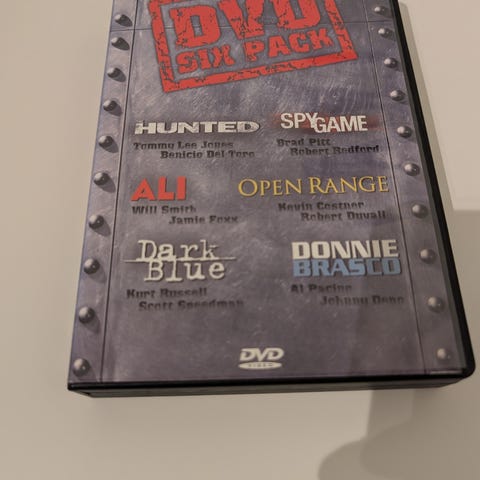 DVD
SIX PACK
HUNTED
Tommy Lee Jones
Benicio Del Toro
SPY GAME
Brad Pitt
Robert Redford
ALI
Will Smith
Jamie Foxx
OPEN RANGE
Kevin Costner
Robert Duvall
Dark
Blue
Kurt Russell
Scott Speedman
DONNIE
BRASCO
Al Pacino
Johnny Depp
DVD
VIDEO